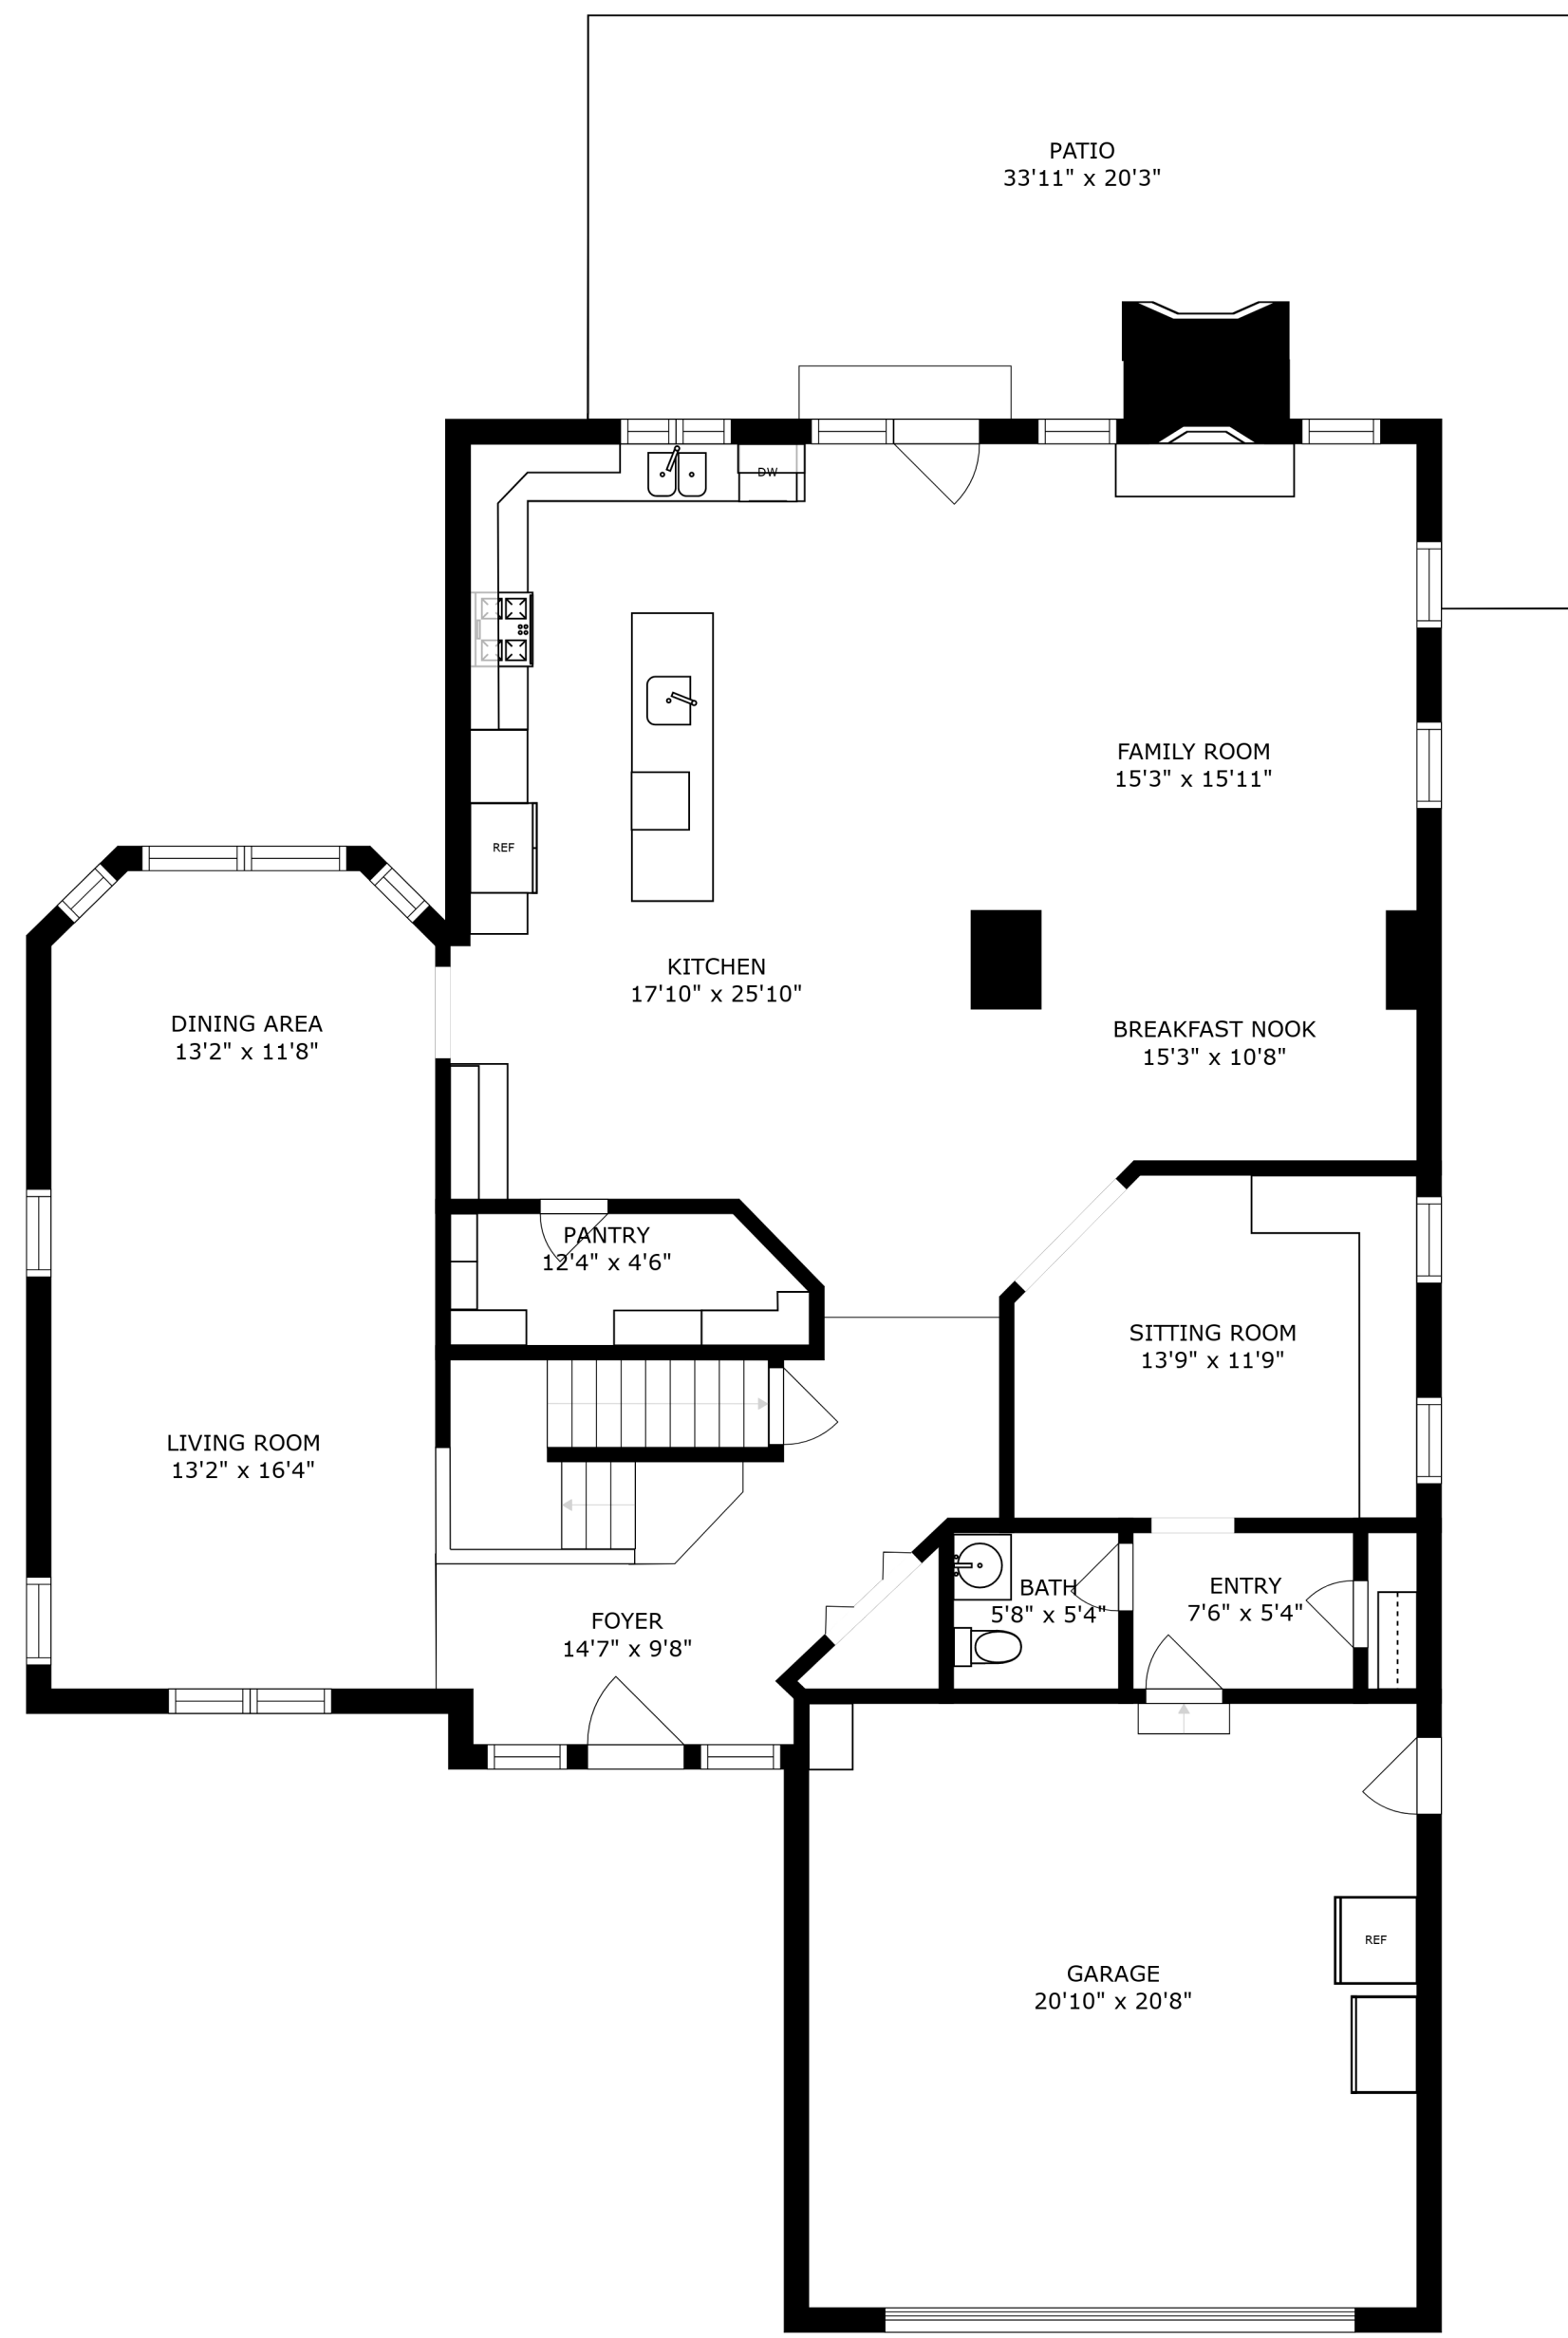 PATIO
33'11" x 20'3"
DW
FAMILY ROOM
15'3" x 15'11"
REF
KITCHEN
17'10" x 25'10"
DINING AREA
13'2" x 11'8"
BREAKFAST NOOK
15'3" x 10'8"
PANTRY
12'4" x 4'6"
SITTING ROOM
13'9" x 11'9"
LIVING ROOM
13'2" x 16'4"
BATH
5'8" x 5'4"
ENTRY
7'6" x 5'4"
FOYER
14'7" x 9'8"
REF
GARAGE
20'10" x 20'8"